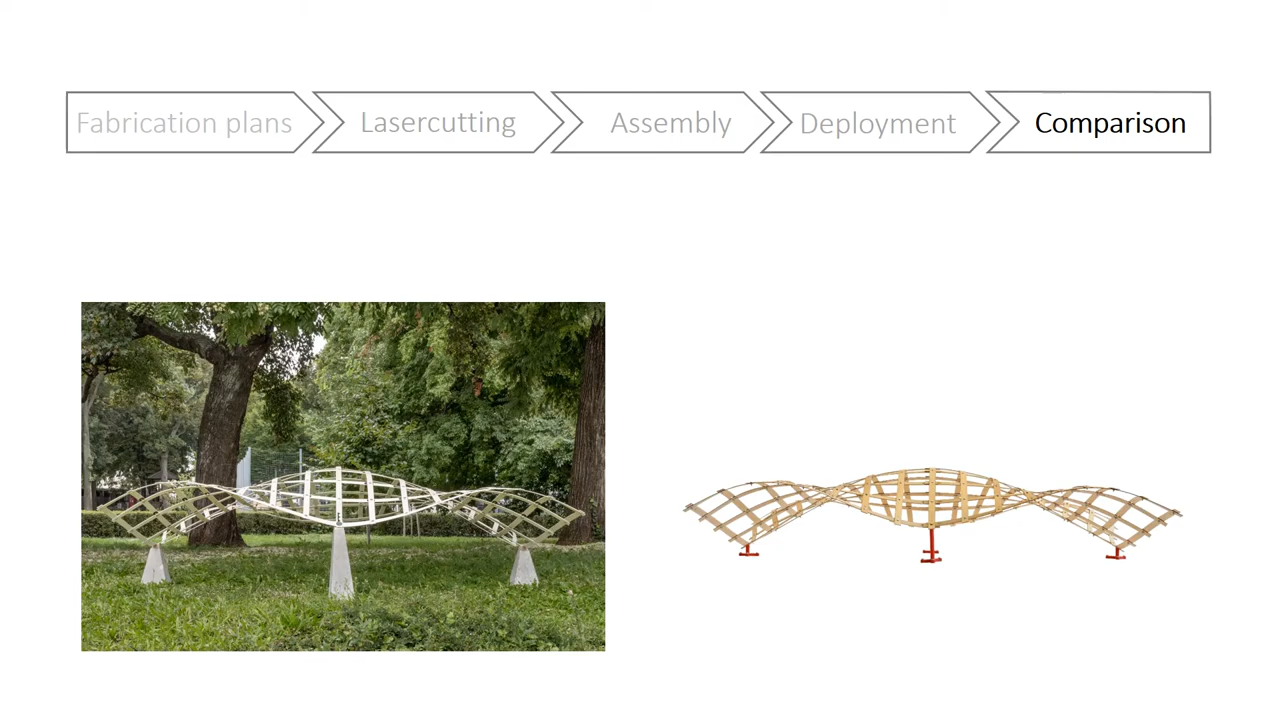 Fabrication plans
Lasercutting
Assembly
Deployment
Comparison